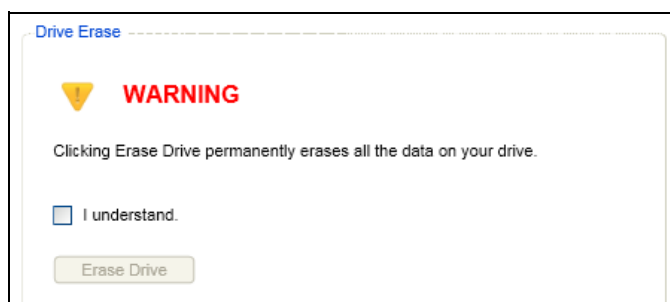 Drive Erase
WARNING
Clicking Erase Drive permanently erases all the data on your drive.
I understand.
Erase Drive